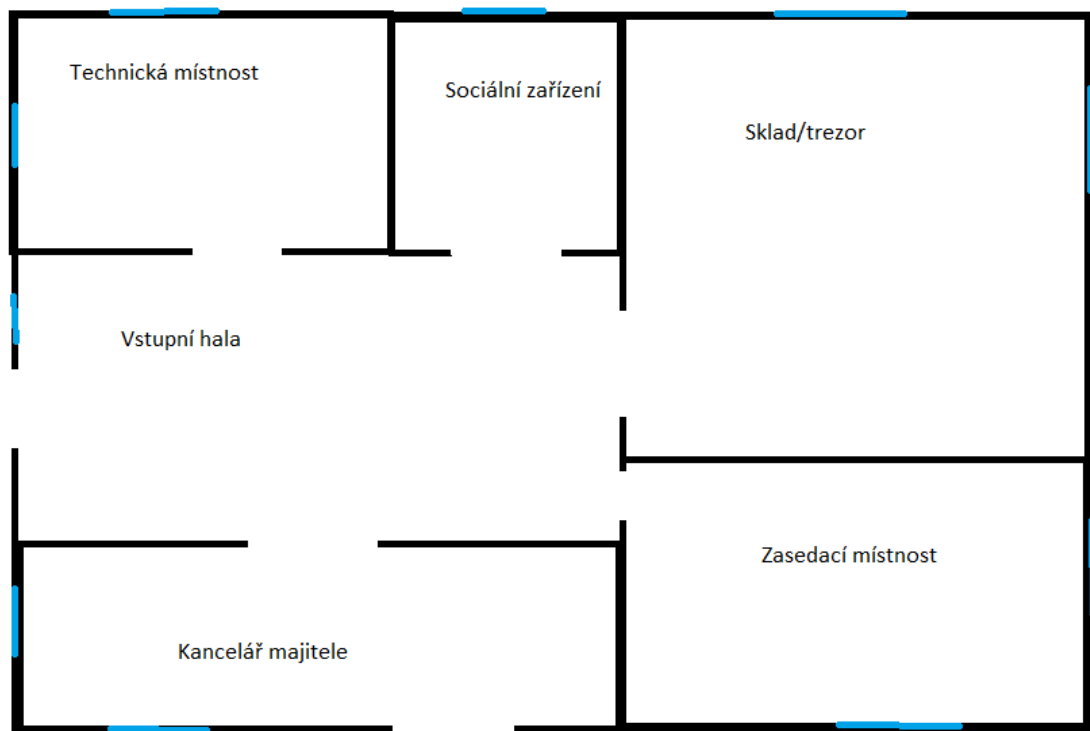 Technická místnost
Sociální zařízení
Sklad/trezor
Vstupní hala
Zasedací místnost
Kancelář majitele